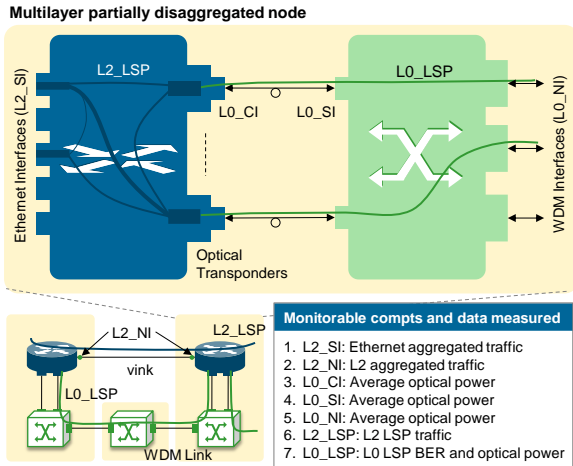 Multilayer partially disaggregated node
Ethernet Interfaces (L2_SI)
L2_LSP
L0_LSP
L0_CI
L0_SI
WDM Interfaces (L0_NI)
Optical
Transponders
L2_NI
L2_LSP
vink
L0_LSP
WDM Link
Monitorable compts and data measured
1. L2_SI: Ethernet aggregated traffic
2. L2_NI: L2 aggregated traffic
3. L0_CI: Average optical power
4. L0_SI: Average optical power
5. L0_NI: Average optical power
6. L2_LSP: L2 LSP traffic
7. L0_LSP: L0 LSP BER and optical power